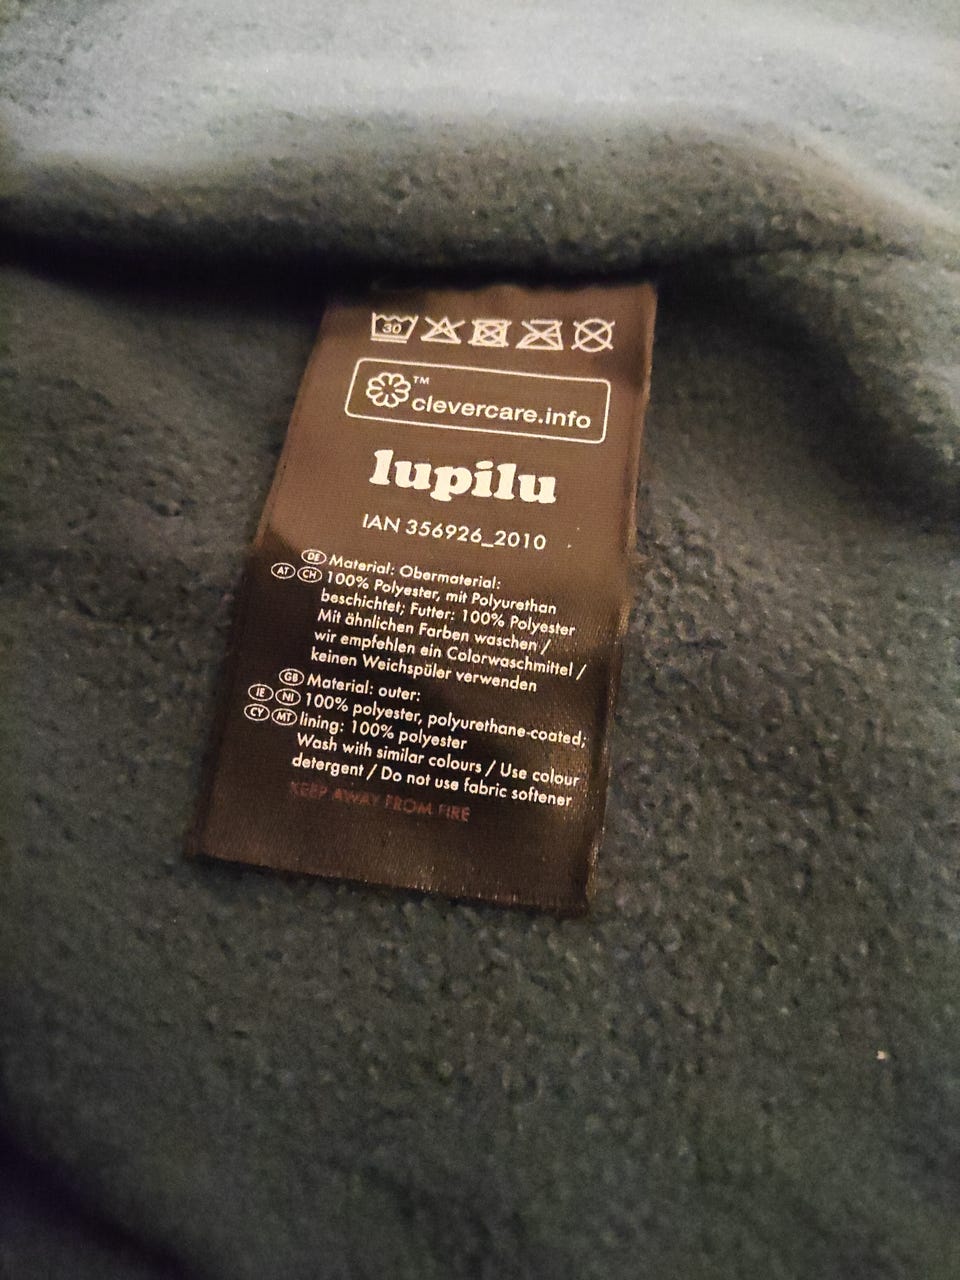 30
TM
clevercare.info
lupilu
IAN 356926_2010
DE Material: Obermaterial:
AT CH 100% Polyester, mit Polyurethan
beschichtet; Futter: 100% Polyester
Mit ähnlichen Farben waschen /
wir empfehlen ein Colorwaschmittel /
keinen Weichspüler verwenden
GB Material: outer:
IE NI 100% polyester, polyurethane-coated;
CY MT lining: 100% polyester
Wash with similar colours / Use colour
detergent / Do not use fabric softener
KEEP AWAY FROM FIRE